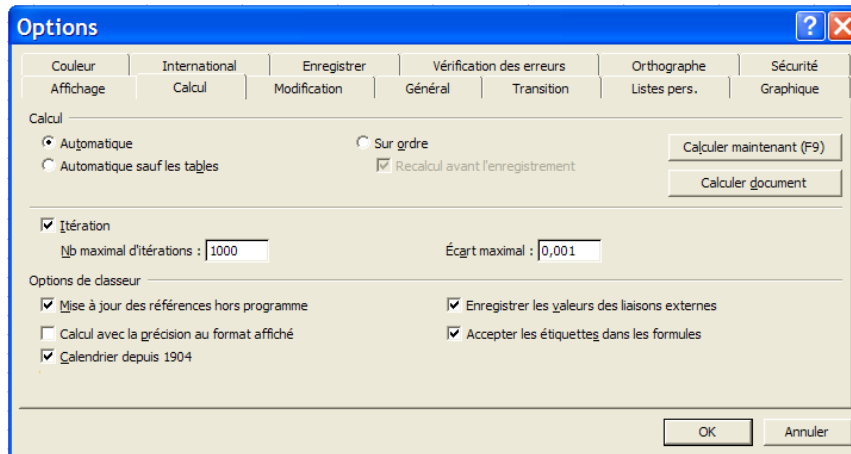 Options
Couleur International Enregistrer Vérification des erreurs Orthographe Sécurité
Affichage Calcul Modification Général Transition Listes pers. Graphique
Calcul
Automatique Sur ordre Calculer maintenant (F9)
Automatique sauf les tables Recalcul avant l'enregistrement
Calculer document
Itération
Nb maximal d'itérations : 1000 Écart maximal : 0,001
Options de classeur
Mise à jour des références hors programme Enregistrer les valeurs des liaisons externes
Calcul avec la précision au format affiché Accepter les étiquettes dans les formules
Calendrier depuis 1904
OK Annuler